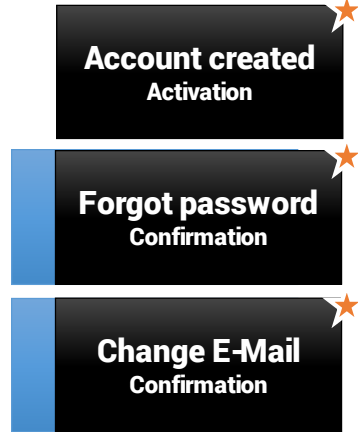 Account created
Activation
Forgot password
Confirmation
Change E-Mail
Confirmation